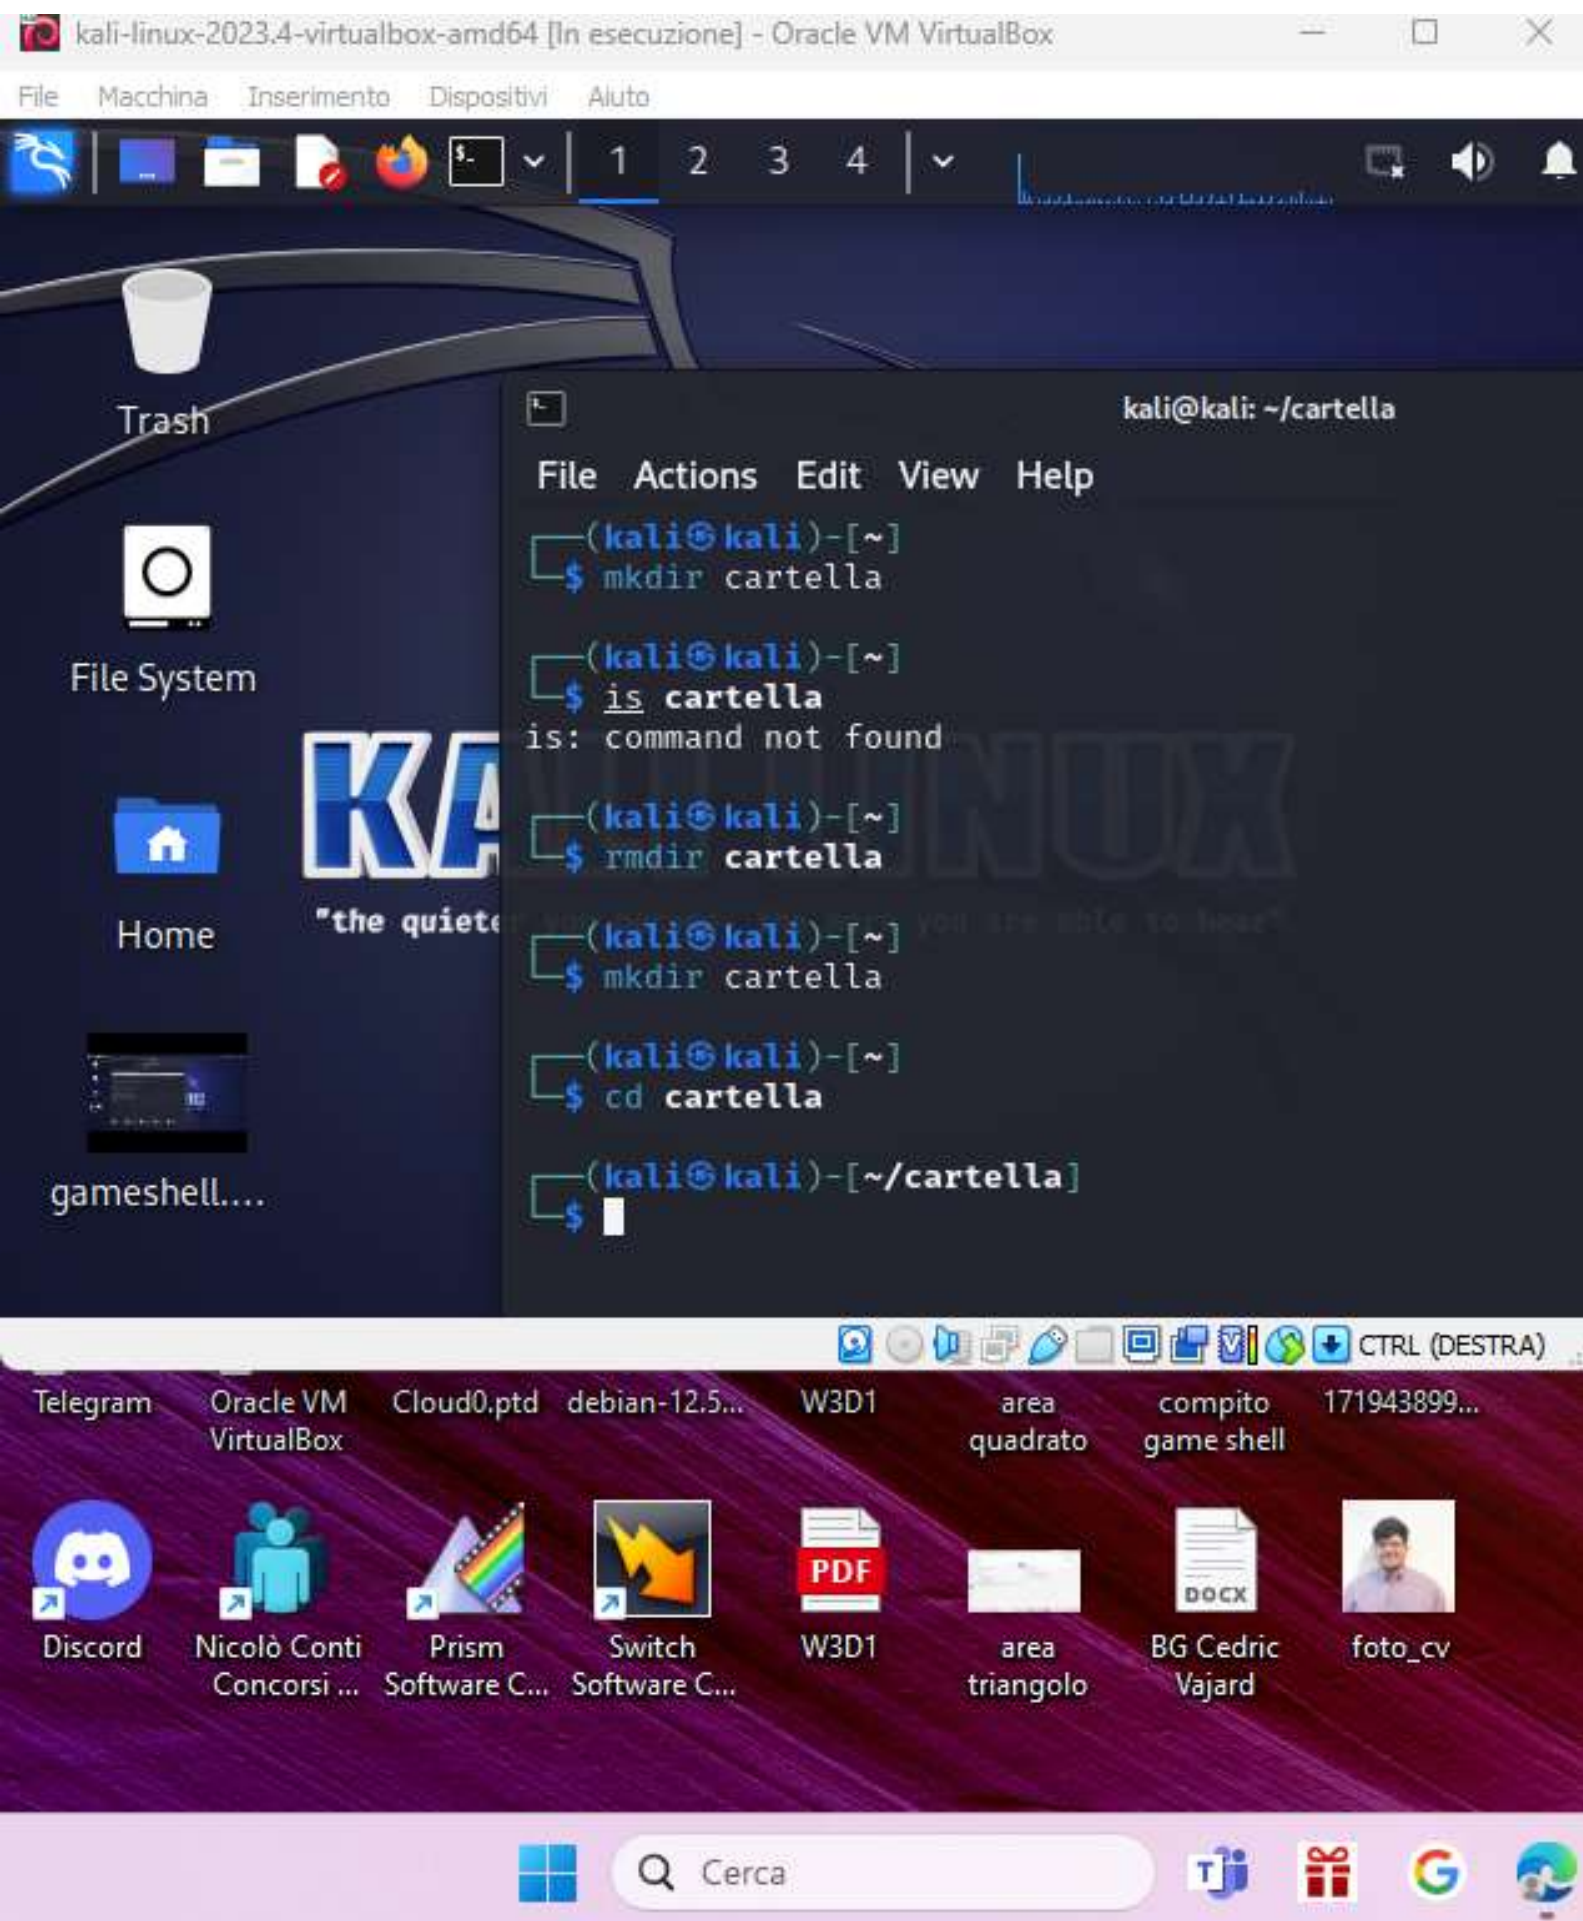 kali-linux-2023.4-virtualbox-amd64 [In esecuzione] - Oracle VM VirtualBox
File Macchina Inserimento Dispositivi Aiuto
1 2 3 4
Trash
File System
Home
gameshell....
KA
"the quiete
kali@kali: ~/cartella
File Actions Edit View Help
(kali㉿kali)-[~]
$ mkdir cartella
(kali㉿kali)-[~]
$ is cartella
is: command not found
(kali㉿kali)-[~]
$ rmdir cartella
(kali㉿kali)-[~]
$ mkdir cartella
(kali㉿kali)-[~]
$ cd cartella
(kali㉿kali)-[~/cartella]
$
CTRL (DESTRA)
Telegram
Oracle VM
VirtualBox
Cloud0.ptd
debian-12.5...
W3D1
area
quadrato
compito
game shell
171943899...
PDF
DOCX
Discord
Nicolò Conti
Concorsi ...
Prism
Software C...
Switch
Software C...
W3D1
area
triangolo
BG Cedric
Vajard
foto_cv
Cerca